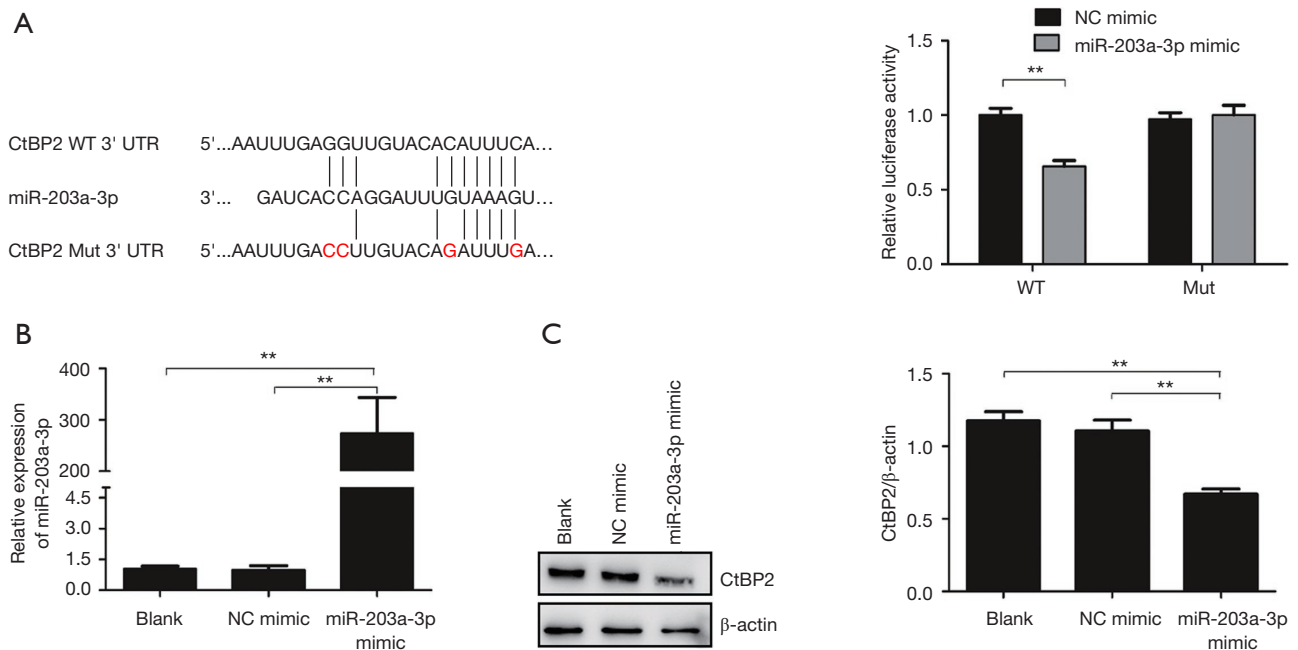 A
CtBP2 WT 3' UTR 5'...AAUUUGAGGUUGUACACAUUUCA...
miR-203a-3p 3'... GAUCACCAGGAUUUGUAAAGU...
CtBP2 Mut 3' UTR 5'...AAUUUGACCUUGUACAGAUUUGA...
NC mimic
miR-203a-3p mimic
Relative luciferase activity
1.5
1.0
0.5
0.0
**
WT Mut
B
Relative expression
of miR-203a-3p
400
300
200
4.5
3.0
1.5
0.0
**
**
Blank NC mimic miR-203a-3p
mimic
C
Blank
NC mimic
miR-203a-3p mimic
CtBP2
β-actin
CtBP2/β-actin
1.5
1.0
0.5
0.0
**
**
Blank NC mimic miR-203a-3p
mimic